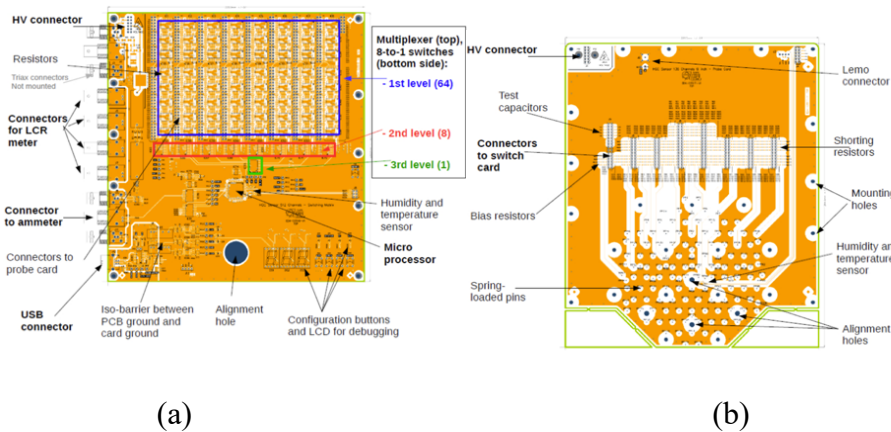 HV connector
Resistors
Triax connectors
Not mounted
Connectors
for LCR
meter
Connector
to ammeter
Connectors to
probe card
USB
connector
Iso-barrier between
PCB ground and
card ground
Alignment
hole
Configuration buttons
and LCD for debugging
Micro
processor
Humidity and
temperature
sensor
Multiplexer (top),
8-to-1 switches
(bottom side):
- 1st level (64)
- 2nd level (8)
- 3rd level (1)
(a)
HV connector
Lemo
connector
Test
capacitors
Connectors
to switch
card
Bias resistors
Spring-
loaded pins
Shorting
resistors
Mounting
holes
Humidity an
temperature
sensor
Alignment
holes
(b)